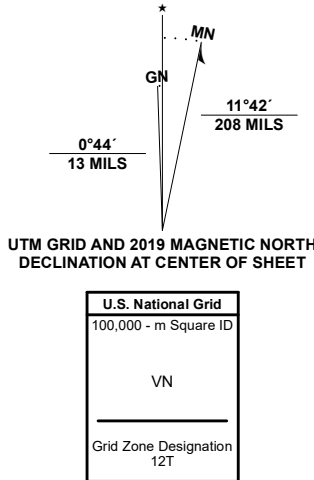 ★
MN
GN
11°42´
208 MILS
0°44´
13 MILS
UTM GRID AND 2019 MAGNETIC NORTH
DECLINATION AT CENTER OF SHEET
U.S. National Grid
100,000 - m Square ID
VN
Grid Zone Designation
12T